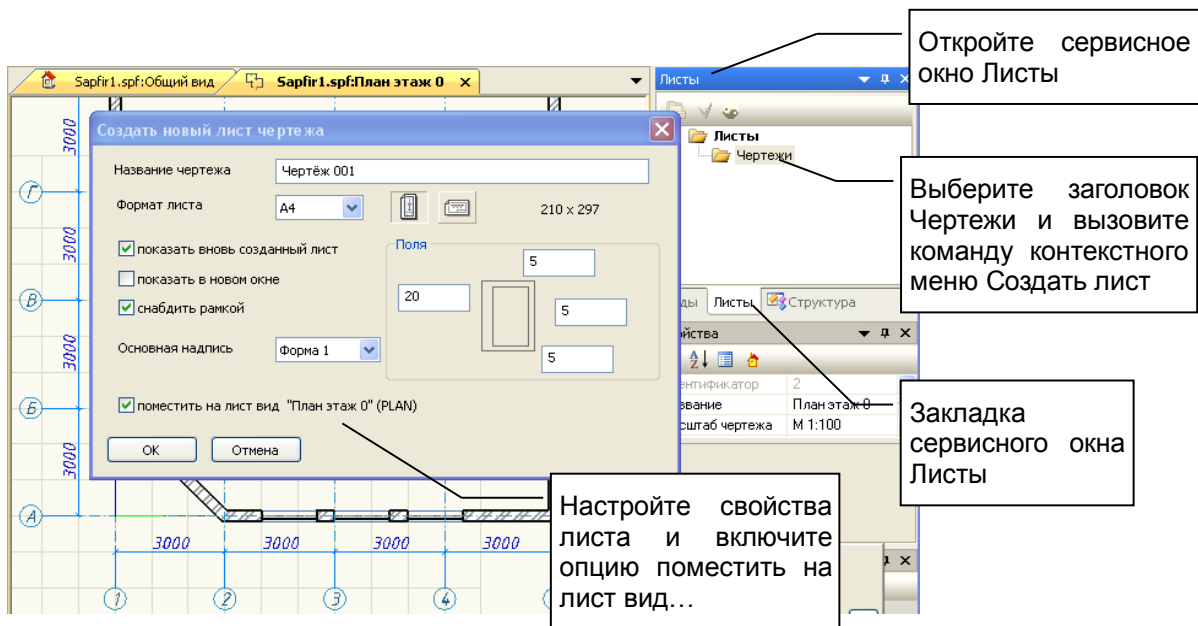 Откройте сервисное
окно Листы
Sapfir1.spf:Общий вид
Sapfir1.spf:План этаж 0
Листы
Листы
Чертежи
Создать новый лист чертежа
Название чертежа
Чертёж 001
Формат листа
A4
210 x 297
показать вновь созданный лист
показать в новом окне
снабдить рамкой
Поля
5
20
5
5
Основная надпись
Форма 1
поместить на лист вид "План этаж 0" (PLAN)
ОК
Отмена
Выберите заголовок
Чертежи и вызовите
команду контекстного
меню Создать лист
Листы
Структура
2
План этаж 0
чертежа
М 1:100
Закладка
сервисного окна
Листы
Настройте свойства
листа и включите
опцию поместить на
лист вид…
3000
3000
3000
3000
Г
В
Б
А
3000
3000
3000
3000
1
2
3
4